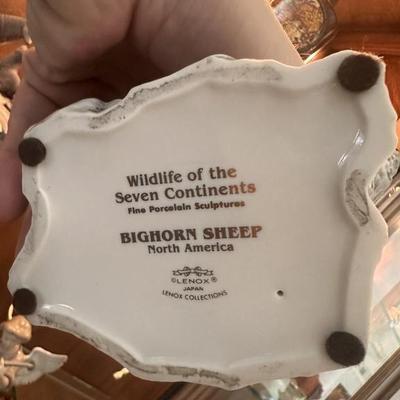 Wildlife of the
Seven Continents
Fine Porcelain Sculptures
BIGHORN SHEEP
North America
©LENOX®
JAPAN
LENOX COLLECTIONS